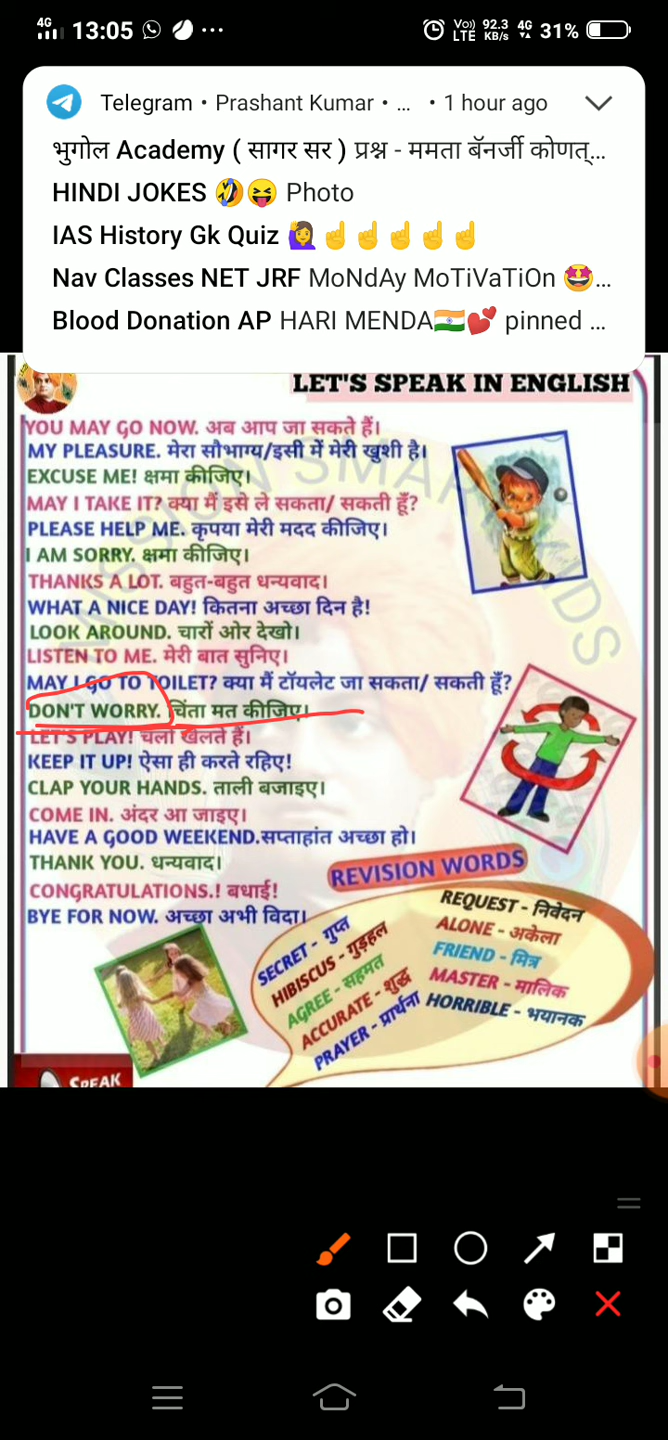 4G 13:05 ... Vo)) LTE 92.3 KB/s 4G 31%
Telegram • Prashant Kumar • ... • 1 hour ago
भुगोल Academy ( सागर सर ) प्रश्न - ममता बॅनर्जी कोणत्...
HINDI JOKES 🤣😝 Photo
IAS History Gk Quiz 🙋‍♀️☝️☝️☝️☝️☝️
Nav Classes NET JRF MoNdAy MoTiVaTiOn 🤩...
Blood Donation AP HARI MENDA🇮🇳💕 pinned ...
LET'S SPEAK IN ENGLISH
YOU MAY GO NOW. अब आप जा सकते हैं।
MY PLEASURE. मेरा सौभाग्य/इसी में मेरी खुशी है।
EXCUSE ME! क्षमा कीजिए।
MAY I TAKE IT? क्या मैं इसे ले सकता/ सकती हूँ?
PLEASE HELP ME. कृपया मेरी मदद कीजिए।
I AM SORRY. क्षमा कीजिए।
THANKS A LOT. बहुत-बहुत धन्यवाद।
WHAT A NICE DAY! कितना अच्छा दिन है!
LOOK AROUND. चारों ओर देखो।
LISTEN TO ME. मेरी बात सुनिए।
MAY I GO TO TOILET? क्या मैं टॉयलेट जा सकता/ सकती हूँ?
DON'T WORRY. चिंता मत कीजिए।
LET'S PLAY! चलो खेलते हैं।
KEEP IT UP! ऐसा ही करते रहिए!
CLAP YOUR HANDS. ताली बजाइए।
COME IN. अंदर आ जाइए।
HAVE A GOOD WEEKEND.सप्ताहांत अच्छा हो।
THANK YOU. धन्यवाद।
CONGRATULATIONS.! बधाई!
BYE FOR NOW. अच्छा अभी विदा।
REVISION WORDS
SECRET - गुप्त
HIBISCUS - गुड़हल
AGREE - सहमत
ACCURATE - शुद्ध
PRAYER - प्रार्थना
REQUEST - निवेदन
ALONE - अकेला
FRIEND - मित्र
MASTER - मालिक
HORRIBLE - भयानक
SPEAK